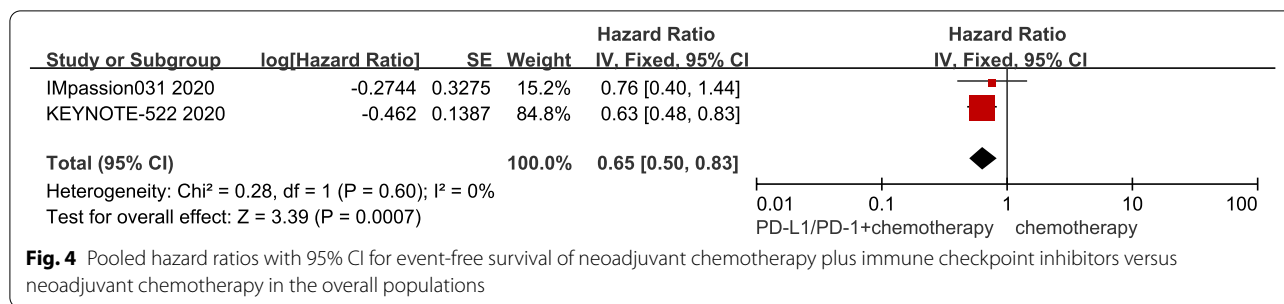 Hazard Ratio Hazard Ratio
Study or Subgroup log[Hazard Ratio] SE Weight IV, Fixed, 95% CI IV, Fixed, 95% CI
IMpassion031 2020 -0.2744 0.3275 15.2% 0.76 [0.40, 1.44]
KEYNOTE-522 2020 -0.462 0.1387 84.8% 0.63 [0.48, 0.83]
Total (95% CI) 100.0% 0.65 [0.50, 0.83]
Heterogeneity: Chi² = 0.28, df = 1 (P = 0.60); I² = 0%
Test for overall effect: Z = 3.39 (P = 0.0007)
0.01 0.1 1 10 100
PD-L1/PD-1+chemotherapy chemotherapy
Fig. 4 Pooled hazard ratios with 95% CI for event-free survival of neoadjuvant chemotherapy plus immune checkpoint inhibitors versus
neoadjuvant chemotherapy in the overall populations